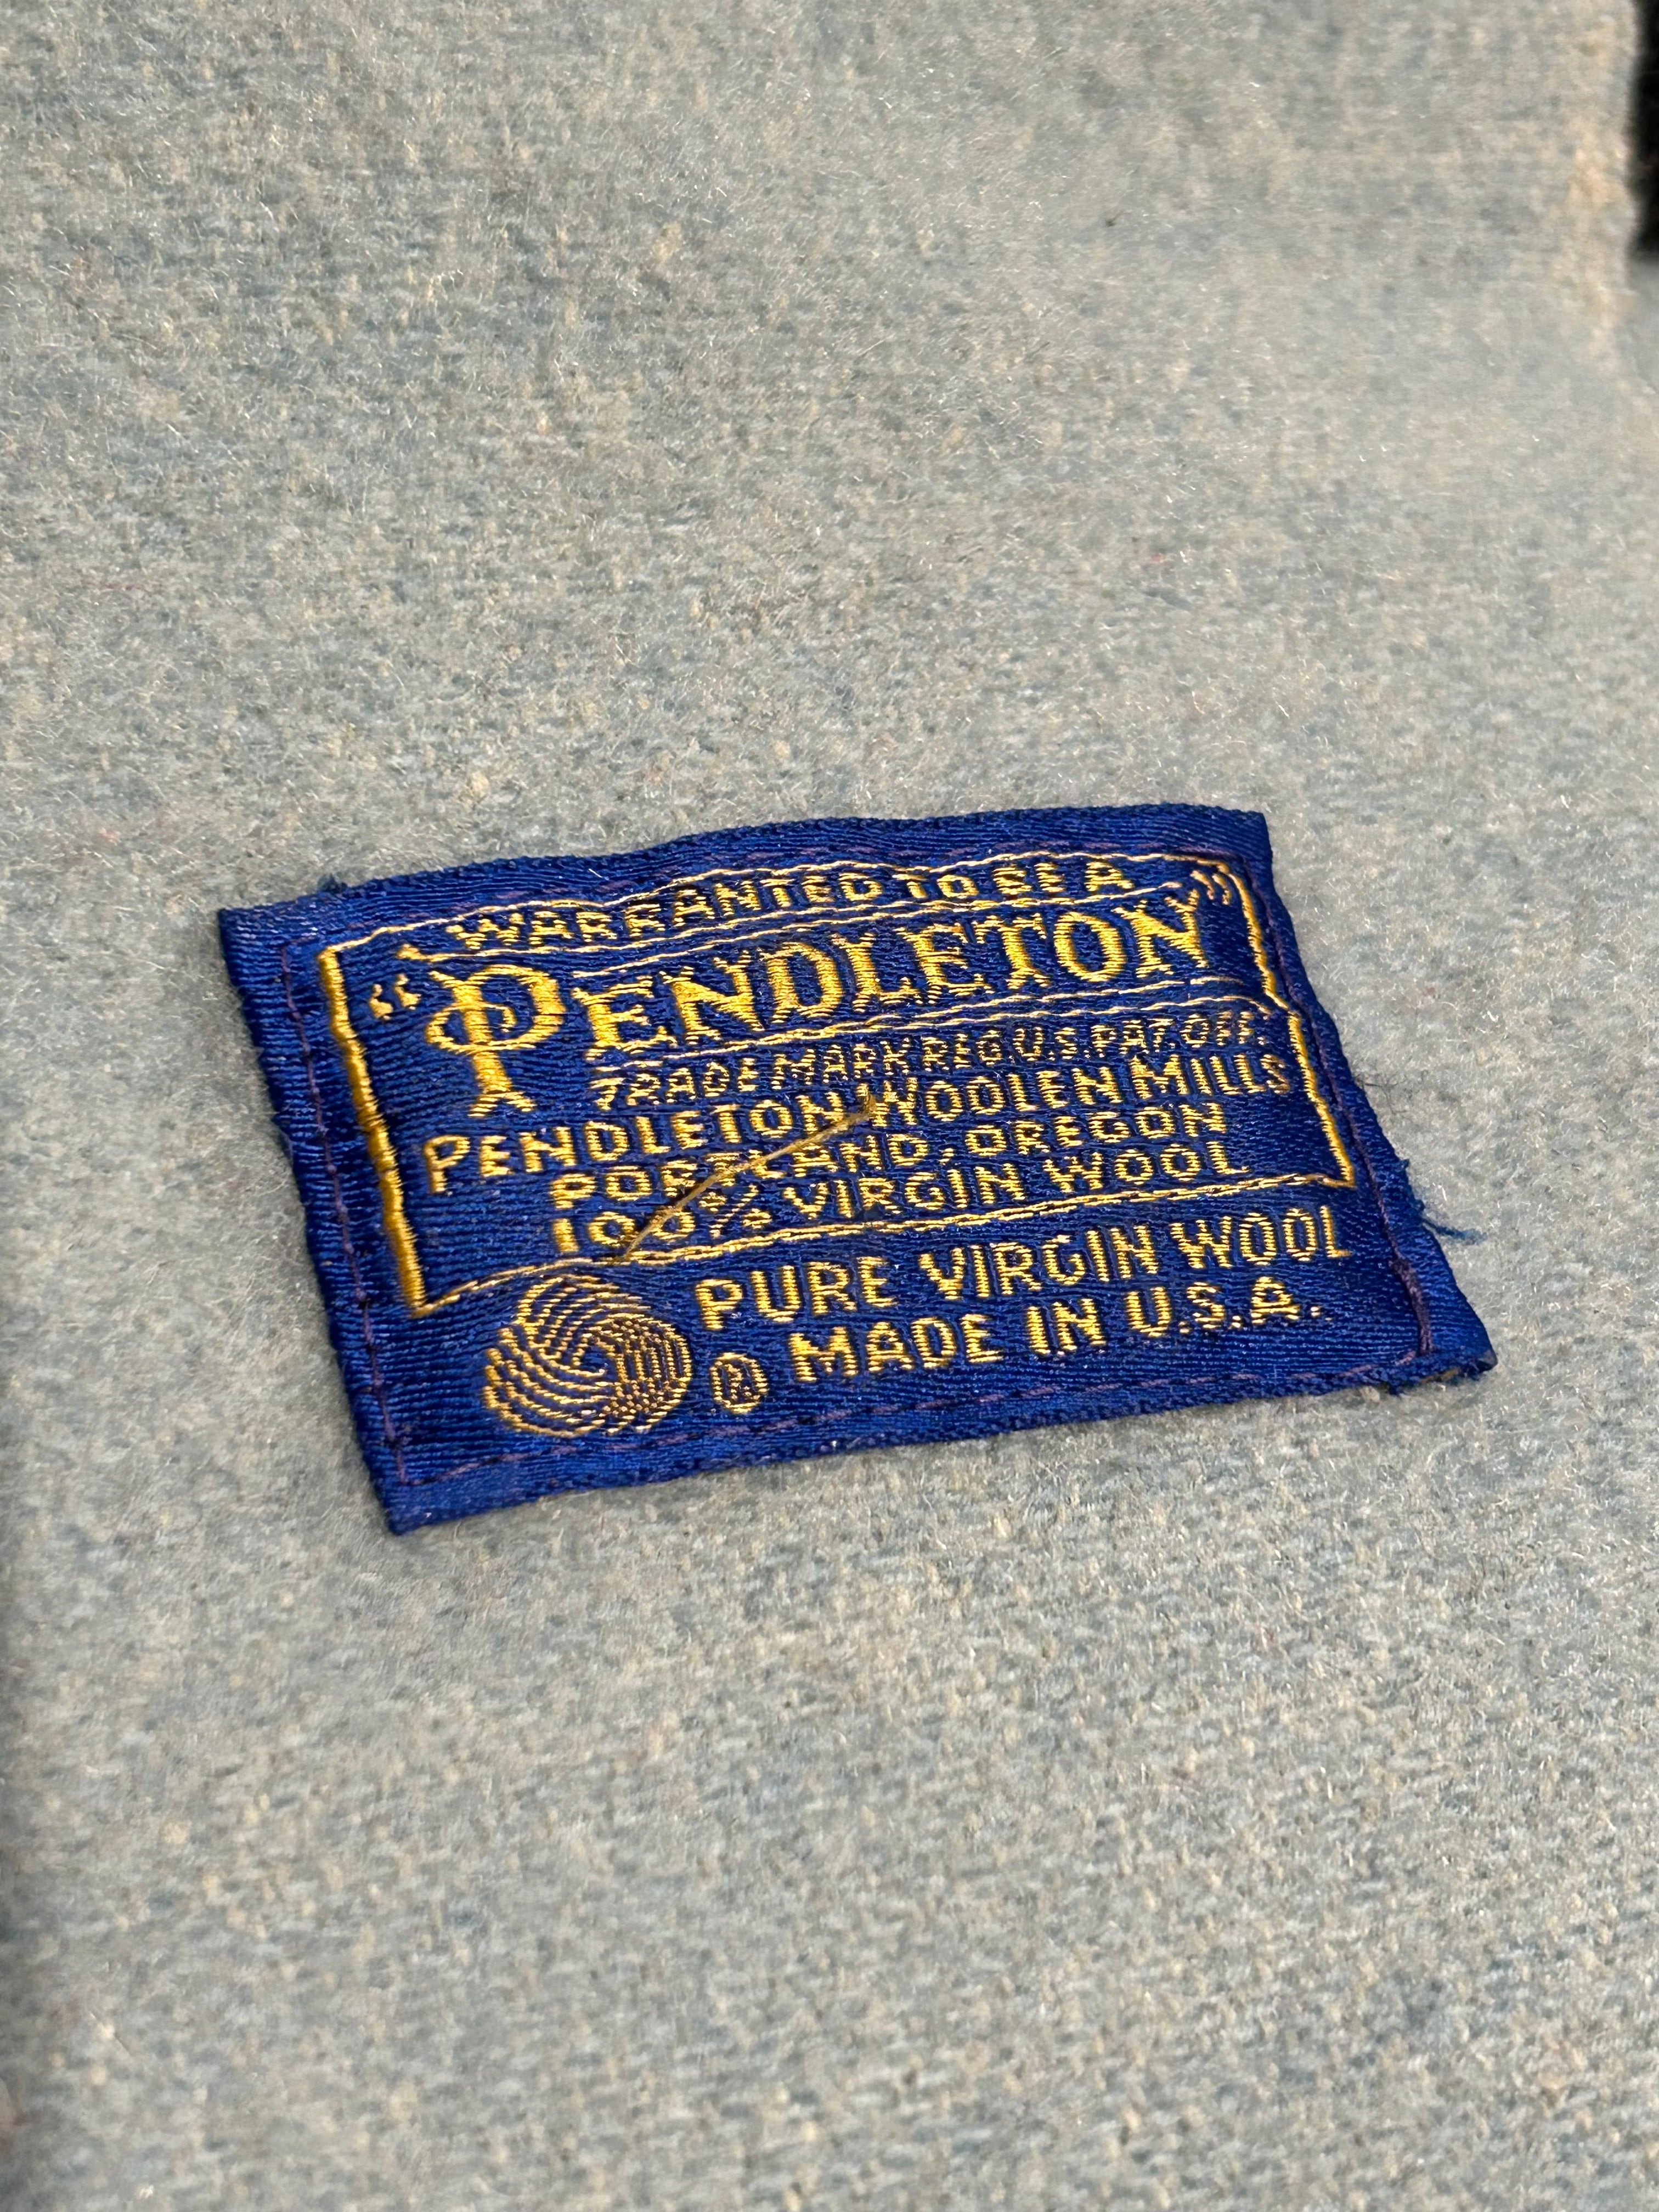 WARRANTED TO BE A
“PENDLETON”
TRADE MARK REG. U.S. PAT. OFF.
PENDLETON WOOLEN MILLS
PORTLAND, OREGON
100% VIRGIN WOOL
PURE VIRGIN WOOL
® MADE IN U.S.A.